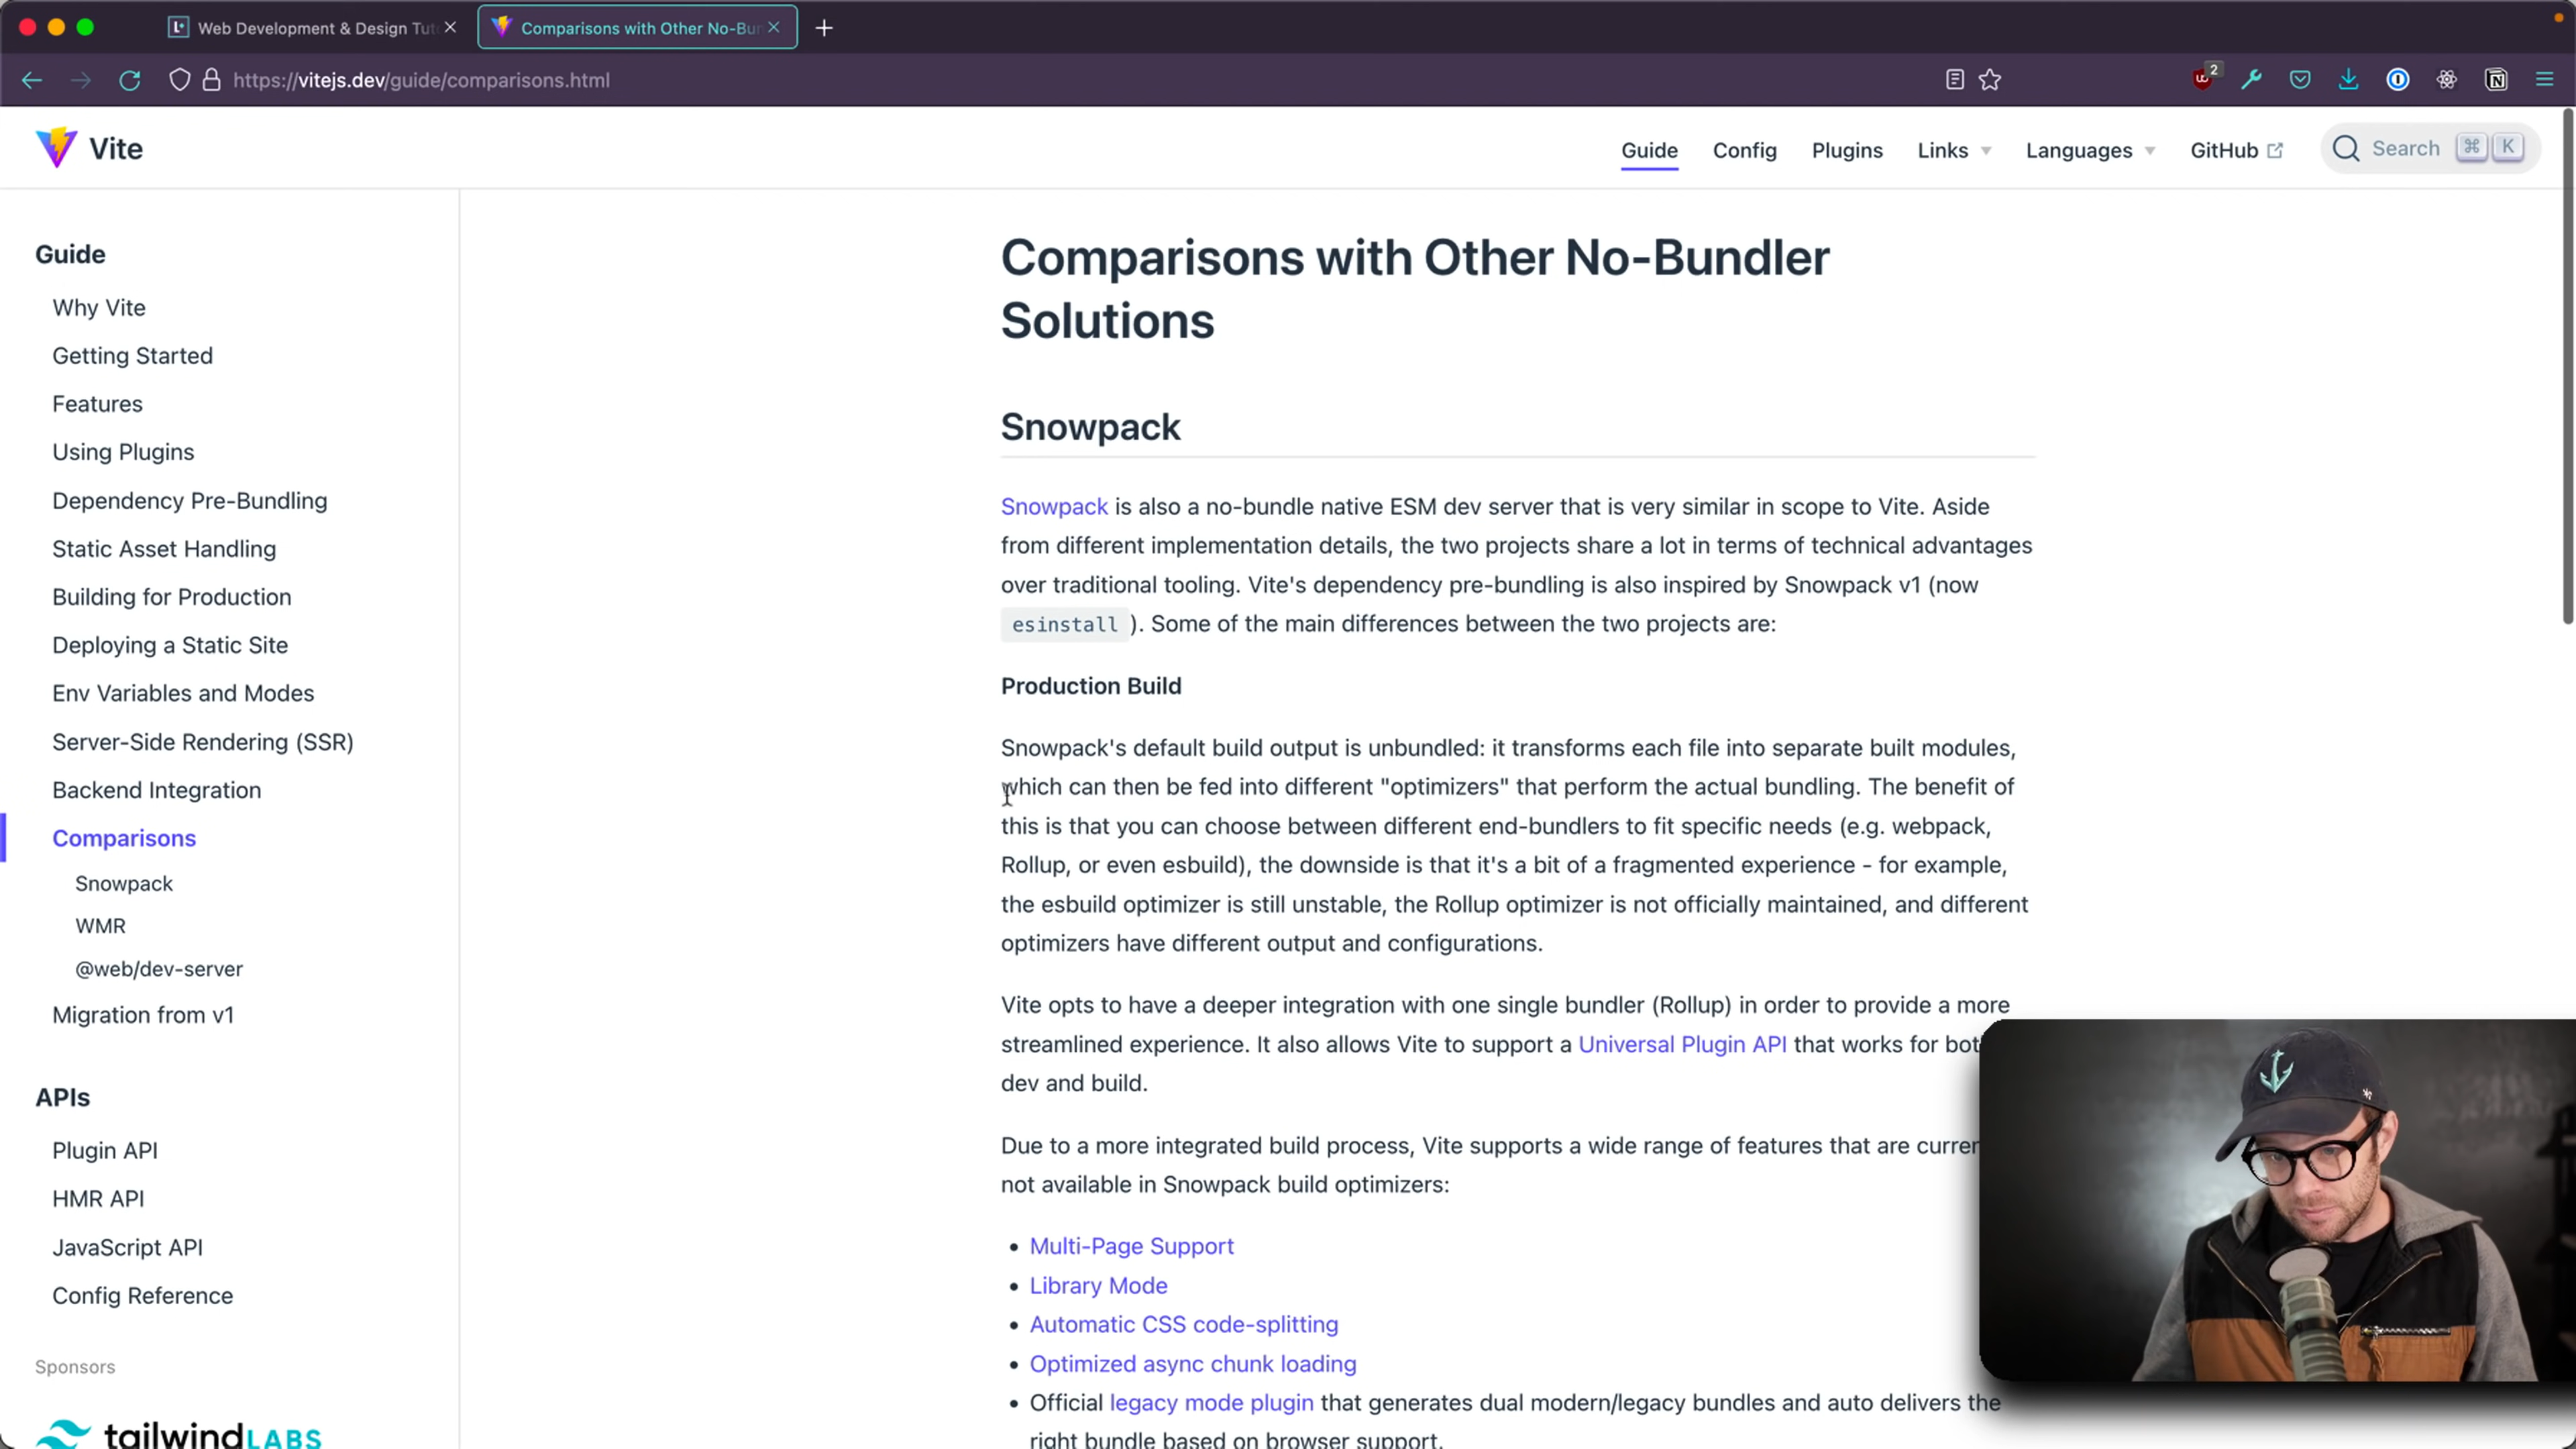 Web Development & Design Tut
Comparisons with Other No-Bun
https://vitejs.dev/guide/comparisons.html
2
Vite
Guide
Config
Plugins
Links
Languages
GitHub
Search
⌘
K
Guide
Why Vite
Getting Started
Features
Using Plugins
Dependency Pre-Bundling
Static Asset Handling
Building for Production
Deploying a Static Site
Env Variables and Modes
Server-Side Rendering (SSR)
Backend Integration
Comparisons
Snowpack
WMR
@web/dev-server
Migration from v1
APIs
Plugin API
HMR API
JavaScript API
Config Reference
Sponsors
tailwindLABS
Comparisons with Other No-Bundler
Solutions
Snowpack
Snowpack is also a no-bundle native ESM dev server that is very similar in scope to Vite. Aside
from different implementation details, the two projects share a lot in terms of technical advantages
over traditional tooling. Vite's dependency pre-bundling is also inspired by Snowpack v1 (now
esinstall ). Some of the main differences between the two projects are:
Production Build
Snowpack's default build output is unbundled: it transforms each file into separate built modules,
which can then be fed into different "optimizers" that perform the actual bundling. The benefit of
this is that you can choose between different end-bundlers to fit specific needs (e.g. webpack,
Rollup, or even esbuild), the downside is that it's a bit of a fragmented experience - for example,
the esbuild optimizer is still unstable, the Rollup optimizer is not officially maintained, and different
optimizers have different output and configurations.
Vite opts to have a deeper integration with one single bundler (Rollup) in order to provide a more
streamlined experience. It also allows Vite to support a Universal Plugin API that works for bot
dev and build.
Due to a more integrated build process, Vite supports a wide range of features that are curren
not available in Snowpack build optimizers:
• Multi-Page Support
• Library Mode
• Automatic CSS code-splitting
• Optimized async chunk loading
• Official legacy mode plugin that generates dual modern/legacy bundles and auto delivers the
right bundle based on browser support.